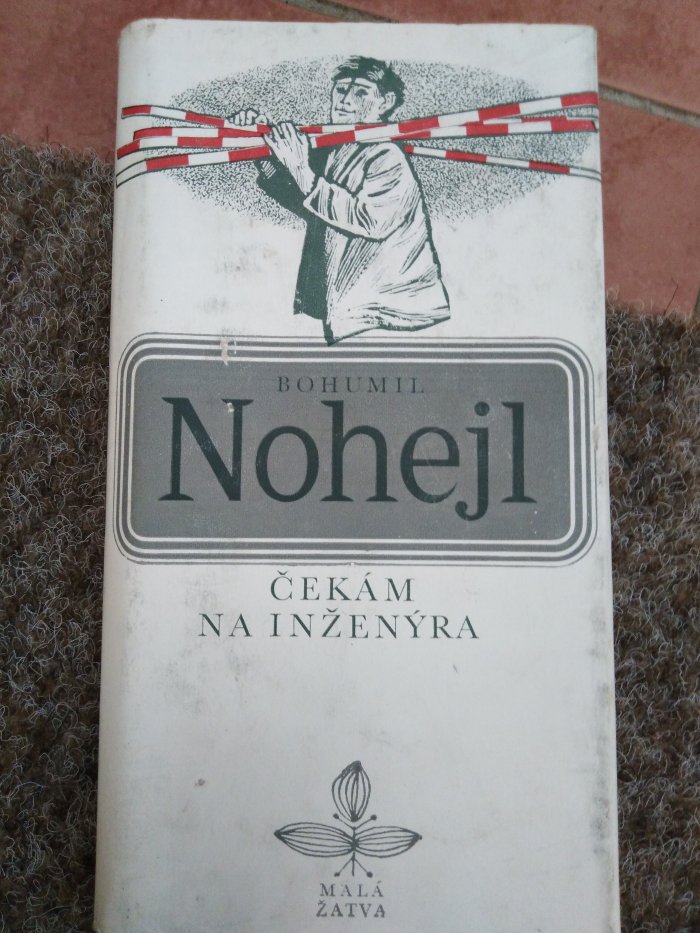 BOHUMIL
Nohejl
ČEKÁM
NA INŽENÝRA
MALÁ
ŽATVA